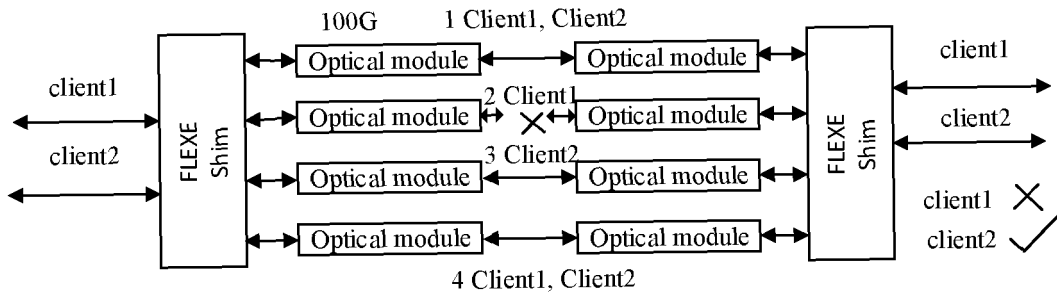 100G
1 Client1, Client2
Optical module
Optical module
client1
client1
2 Client1
Optical module
Optical module
client2
client2
FLEXE
Shim
FLEXE
Shim
3 Client2
Optical module
Optical module
client1
client2
Optical module
Optical module
4 Client1, Client2